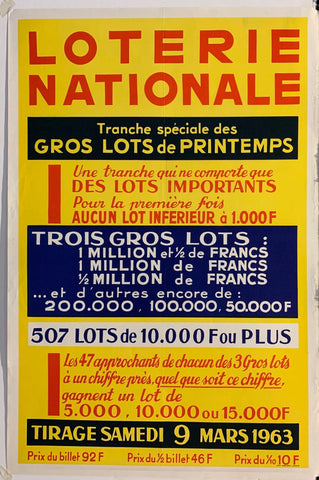 LOTERIE
NATIONALE
Tranche spéciale des
GROS LOTS de PRINTEMPS
Une tranche qui ne comporte que
DES LOTS IMPORTANTS
Pour la première fois
AUCUN LOT INFERIEUR à 1.000F
TROIS GROS LOTS :
1 MILLION et ½ de FRANCS
1 MILLION de FRANCS
½ MILLION de FRANCS
...et d'autres encore de :
200.000, 100.000, 50.000F
507 LOTS de 10.000F ou PLUS
Les 47 approchants de chacun des 3 Gros lots
à un chiffre près, quel que soit ce chiffre,
gagnent un lot de
5.000, 10.000 ou 15.000F
TIRAGE SAMEDI 9 MARS 1963
Prix du billet 92 F Prix du ½ billet 46 F Prix du 1/10 10 F